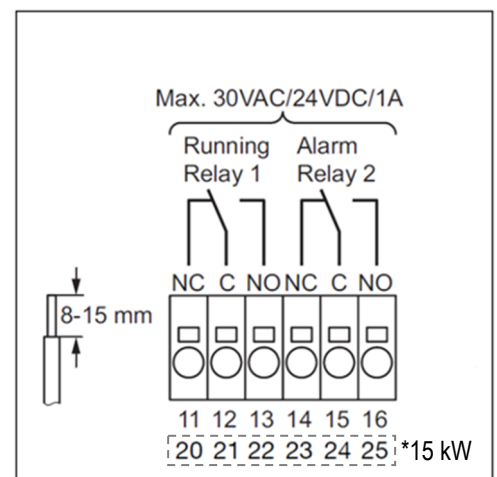 Max. 30VAC/24VDC/1A
Running Alarm
Relay 1 Relay 2
NC C NO NC C NO
8-15 mm
11 12 13 14 15 16
20 21 22 23 24 25 *15 kW